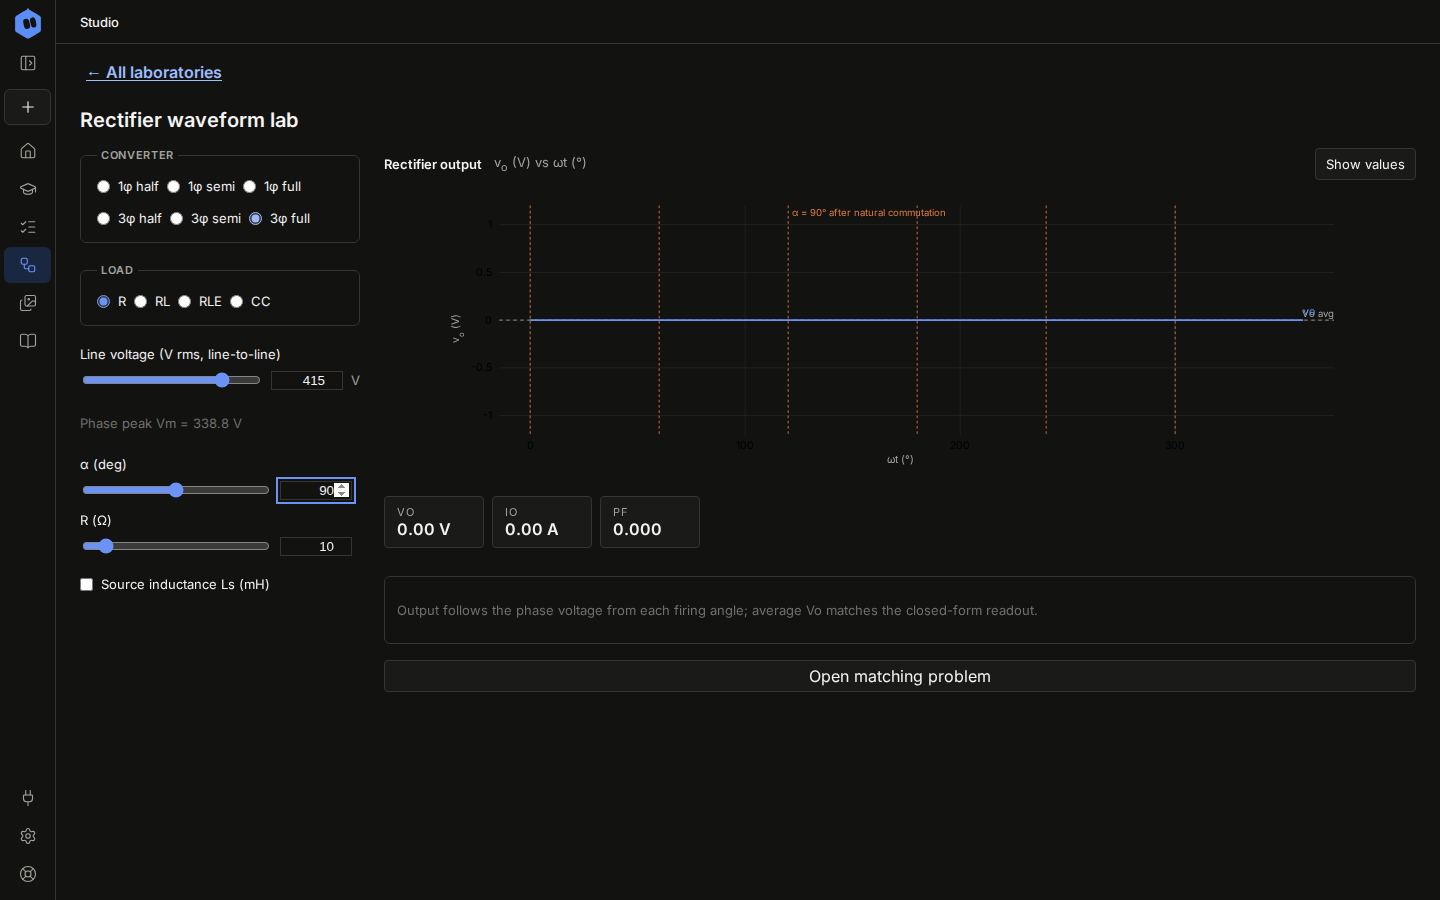 Studio
← All laboratories
Rectifier waveform lab
CONVERTER
1φ half 1φ semi 1φ full
3φ half 3φ semi 3φ full
LOAD
R RL RLE CC
Line voltage (V rms, line-to-line)
415 V
Phase peak Vm = 338.8 V
α (deg)
90
R (Ω)
10
Source inductance Ls (mH)
Rectifier output vo (V) vs ωt (°)
Show values
α = 90° after natural commutation
1
0.5
0
-0.5
-1
vo (V)
avg
0 100 200 300
ωt (°)
VO
0.00 V
IO
0.00 A
PF
0.000
Output follows the phase voltage from each firing angle; average Vo matches the closed-form readout.
Open matching problem